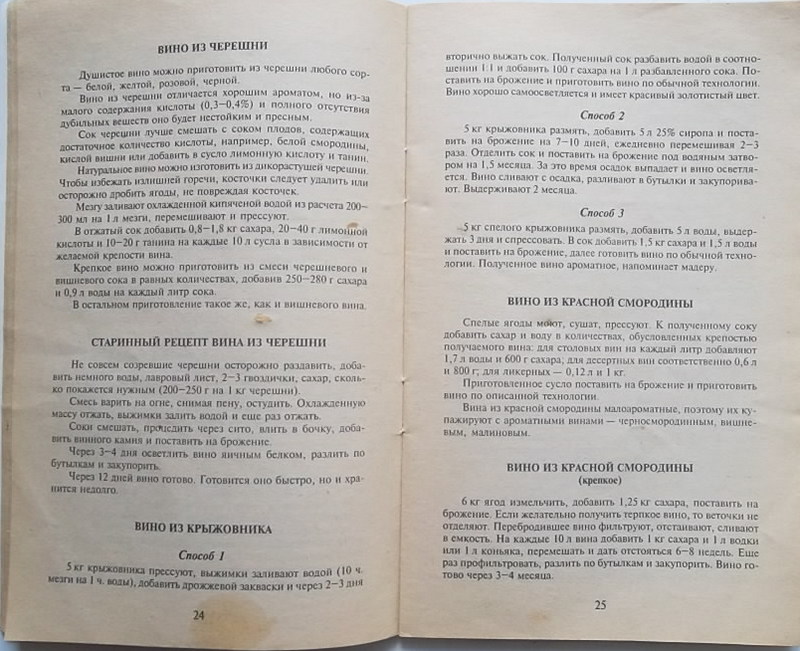 ВИНО ИЗ ЧЕРЕШНИ
Душистое вино можно приготовить из черешни любого сор-
та — белой, желтой, розовой, черной.
Вино из черешни отличается хорошим ароматом, но из-за
малого содержания кислоты (0,3—0,4%) и полного отсутствия
дубильных веществ оно будет нестойким и пресным.
Сок черешни лучше смешать с соком плодов, содержащих
достаточное количество кислоты, например, белой смородины,
кислой вишни или добавить в сусло лимонную кислоту и танин.
Натуральное вино можно изготовить из дикорастущей черешни.
Чтобы избежать излишней горечи, косточки следует удалить или
осторожно дробить ягоды, не повреждая косточек.
Мезгу заливают охлажденной кипяченой водой из расчета 200—
300 мл на 1 л мезги, перемешивают и прессуют.
В отжатый сок добавить 0,8—1,8 кг сахара, 20—40 г лимонной
кислоты и 10—20 г танина на каждые 10 л сусла в зависимости от
желаемой крепости вина.
Крепкое вино можно приготовить из смеси черешневого и
вишневого сока в равных количествах, добавив 250—280 г сахара
и 0,9 л воды на каждый литр сока.
В остальном приготовление такое же, как и вишневого вина.
СТАРИННЫЙ РЕЦЕПТ ВИНА ИЗ ЧЕРЕШНИ
Не совсем созревшие черешни осторожно раздавить, доба-
вить немного воды, лавровый лист, 2—3 гвоздички, сахар, сколь-
ко покажется нужным (200—250 г на 1 кг черешни).
Смесь варить на огне, снимая пену, остудить. Охлажденную
массу отжать, выжимки залить водой и еще раз отжать.
Соки смешать, процедить через сито, влить в бочку, доба-
вить винного камня и поставить на брожение.
Через 3—4 дня осветлить вино яичным белком, разлить по
бутылкам и закупорить.
Через 12 дней вино готово. Готовится оно быстро, но и хра-
нится недолго.
ВИНО ИЗ КРЫЖОВНИКА
Способ 1
5 кг крыжовника прессуют, выжимки заливают водой (10 ч.
мезги на 1 ч. воды), добавить дрожжевой закваски и через 2—3 дня
24
вторично выжать сок. Полученный сок разбавить водой в соотно-
шении 1:1 и добавить 100 г сахара на 1 л разбавленного сока. По-
ставить на брожение и приготовить вино по обычной технологии.
Вино хорошо самоосветляется и имеет красивый золотистый цвет.
Способ 2
5 кг крыжовника размять, добавить 5 л 25% сиропа и поста-
вить на брожение на 7—10 дней, ежедневно перемешивая 2—3
раза. Отделить сок и поставить на брожение под водяным затво-
ром на 1,5 месяца. За это время осадок выпадает и вино осветля-
ется. Вино сливают с осадка, разливают в бутылки и закупорива-
ют. Выдерживают 2 месяца.
Способ 3
5 кг спелого крыжовника размять, добавить 5 л воды, выдер-
жать 3 дня и спрессовать. В сок добавить 1,5 кг сахара и 1,5 л воды
и поставить на брожение, далее готовить вино по обычной техно-
логии. Полученное вино ароматное, напоминает мадеру.
ВИНО ИЗ КРАСНОЙ СМОРОДИНЫ
Спелые ягоды моют, сушат, прессуют. К полученному соку
добавить сахар и воду в количествах, обусловленных крепостью
получаемого вина: для столовых вин на каждый литр добавляют
1,7 л воды и 600 г сахара; для десертных вин соответственно 0,6 л
и 800 г; для ликерных — 0,12 л и 1 кг.
Приготовленное сусло поставить на брожение и приготовить
вино по описанной технологии.
Вина из красной смородины малоароматные, поэтому их ку-
пажируют с ароматными винами — черносмородинным, вишне-
вым, малиновым.
ВИНО ИЗ КРАСНОЙ СМОРОДИНЫ
(крепкое)
6 кг ягод измельчить, добавить 1,25 кг сахара, поставить на
брожение. Если желательно получить терпкое вино, то веточки не
отделяют. Перебродившее вино фильтруют, отстаивают, сливают
в емкость. На каждые 10 л вина добавить 1 кг сахара и 1 л водки
или 1 л коньяка, перемешать и дать отстояться 6—8 недель. Еще
раз профильтровать, разлить по бутылкам и закупорить. Вино го-
тово через 3—4 месяца.
25